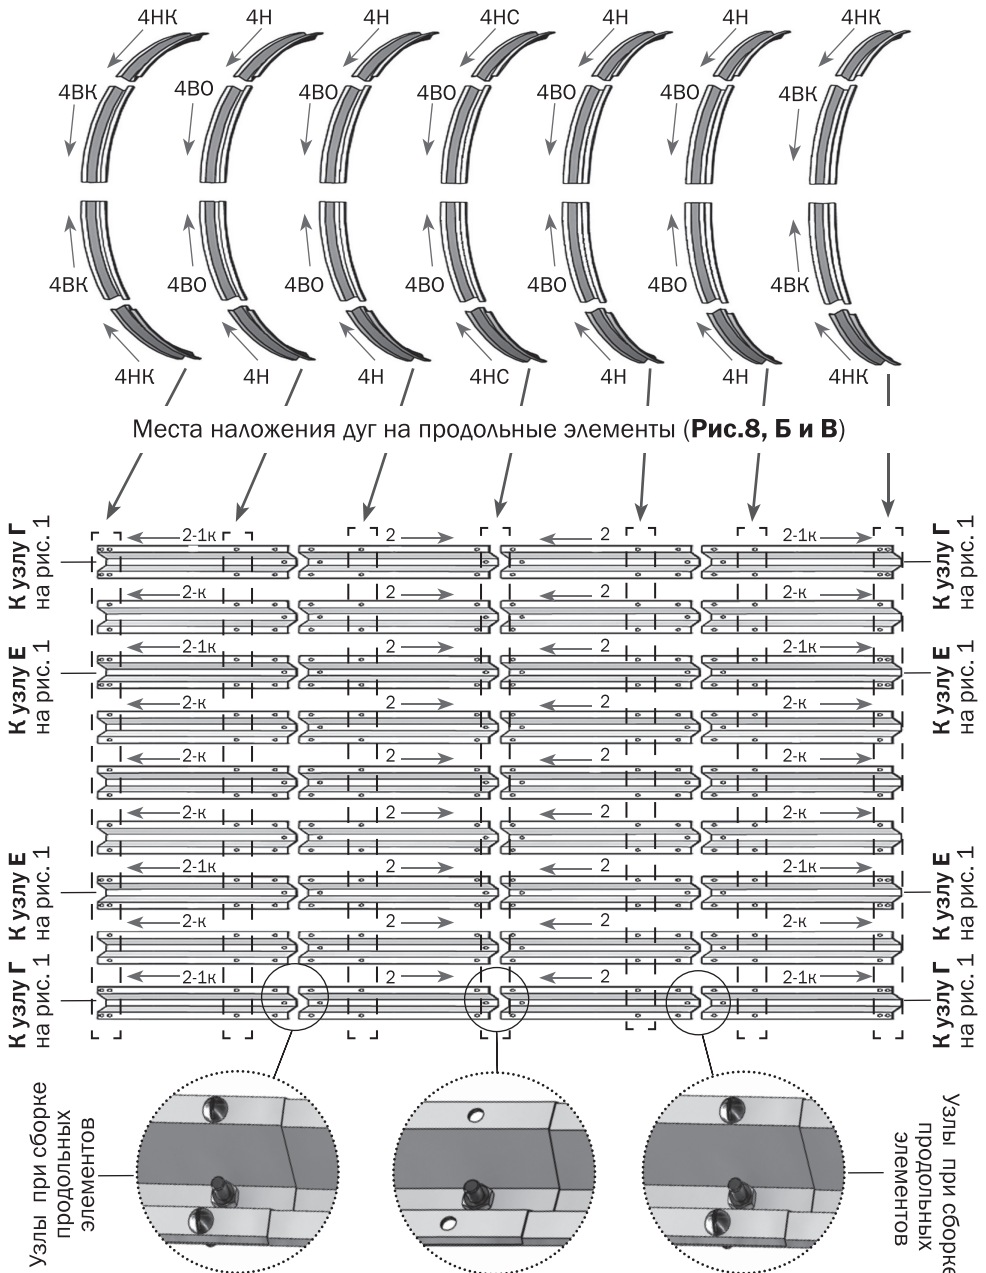 4НК 4Н 4Н 4НС 4Н 4Н 4НК
4ВК 4ВО 4ВО 4ВО 4ВО 4ВО 4ВК
4ВК 4ВО 4ВО 4ВО 4ВО 4ВО 4ВК
4НК 4Н 4Н 4НС 4Н 4Н 4НК
Места наложения дуг на продольные элементы (Рис.8, Б и В)
К узлу Г
на рис. 1
2-1к 2 2 2-1к
К узлу Г
на рис. 1
2-к 2 2 2-к
К узлу Е
на рис. 1
2-1к 2 2 2-1к
К узлу Е
на рис. 1
2-к 2 2 2-к
2-к 2 2 2-к
2-к 2 2 2-к
К узлу Е
на рис. 1
2-1к 2 2 2-1к
К узлу Е
на рис. 1
2-к 2 2 2-к
К узлу Г
на рис. 1
2-1к 2 2 2-1к
К узлу Г
на рис. 1
Узлы при сборке
продольных
элементов
Узлы при сборке
продольных
элементов